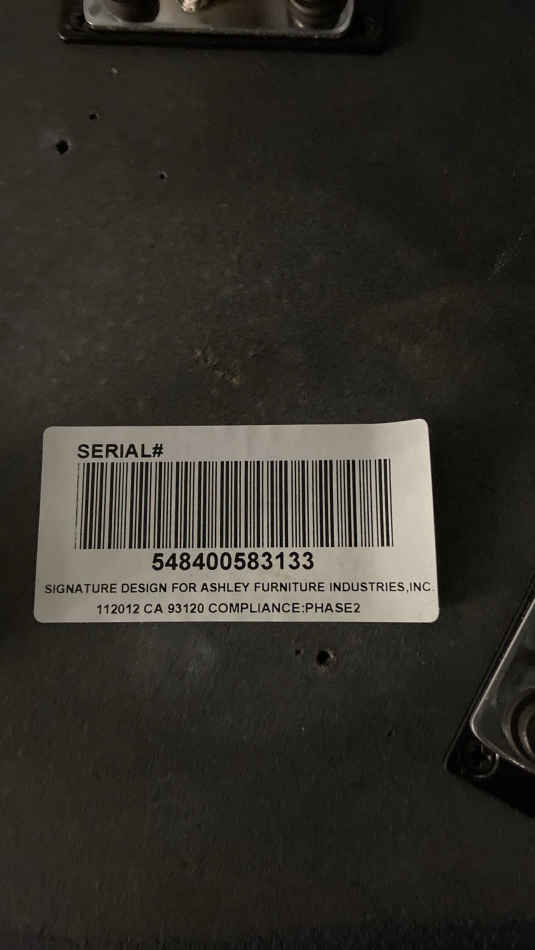 SERIAL#
548400583133
SIGNATURE DESIGN FOR ASHLEY FURNITURE INDUSTRIES,INC.
112012 CA 93120 COMPLIANCE:PHASE2